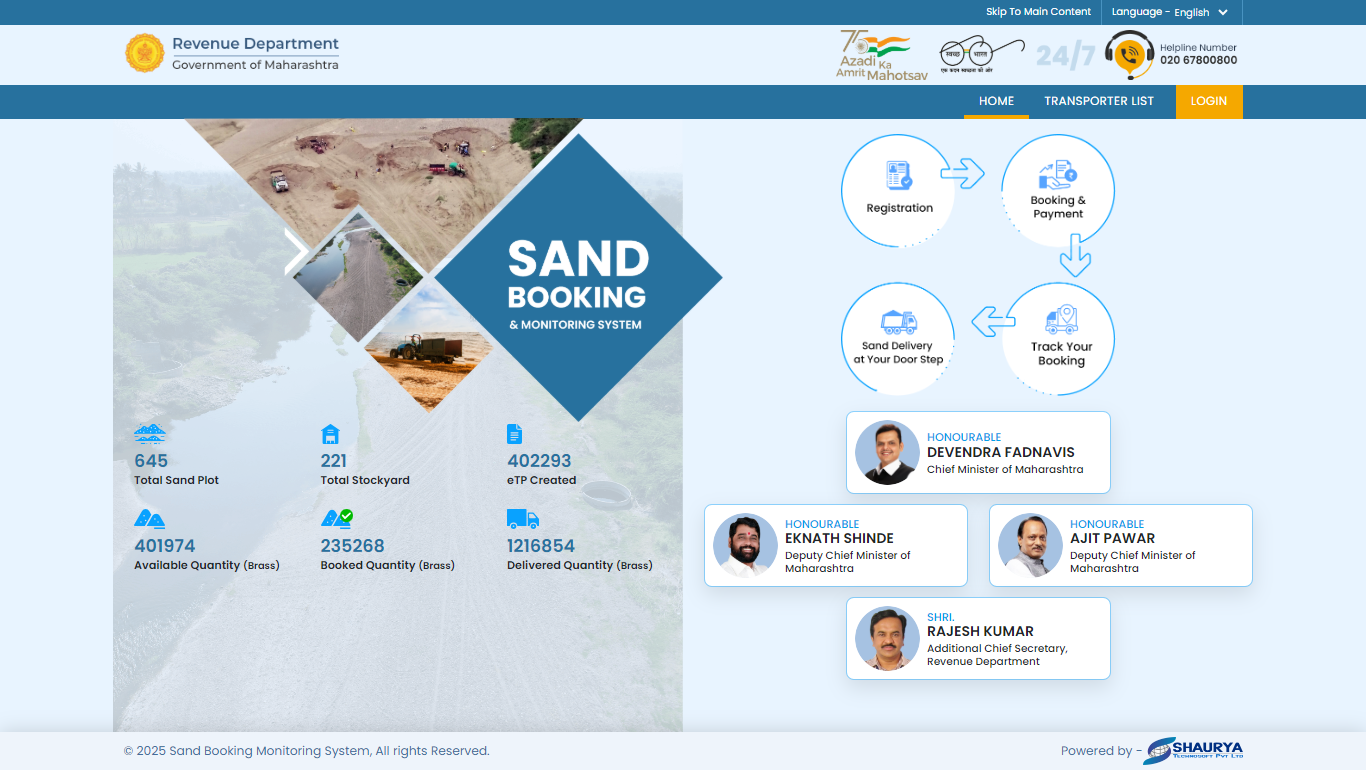 Skip To Main Content
Language - English
Revenue Department
Government of Maharashtra
75
Azadi Ka
Amrit Mahotsav
स्वच्छ भारत
एक कदम स्वच्छता की ओर
24/7
Helpline Number
020 67800800
HOME
TRANSPORTER LIST
LOGIN
SAND
BOOKING
& MONITORING SYSTEM
Registration
Booking &
Payment
Sand Delivery
at Your Door Step
Track Your
Booking
645
Total Sand Plot
221
Total Stockyard
402293
eTP Created
401974
Available Quantity (Brass)
235268
Booked Quantity (Brass)
1216854
Delivered Quantity (Brass)
HONOURABLE
DEVENDRA FADNAVIS
Chief Minister of Maharashtra
HONOURABLE
EKNATH SHINDE
Deputy Chief Minister of
Maharashtra
HONOURABLE
AJIT PAWAR
Deputy Chief Minister of
Maharashtra
SHRI.
RAJESH KUMAR
Additional Chief Secretary,
Revenue Department
© 2025 Sand Booking Monitoring System, All rights Reserved.
Powered by -
SHAURYA
TECHNOSOFT PVT LTD